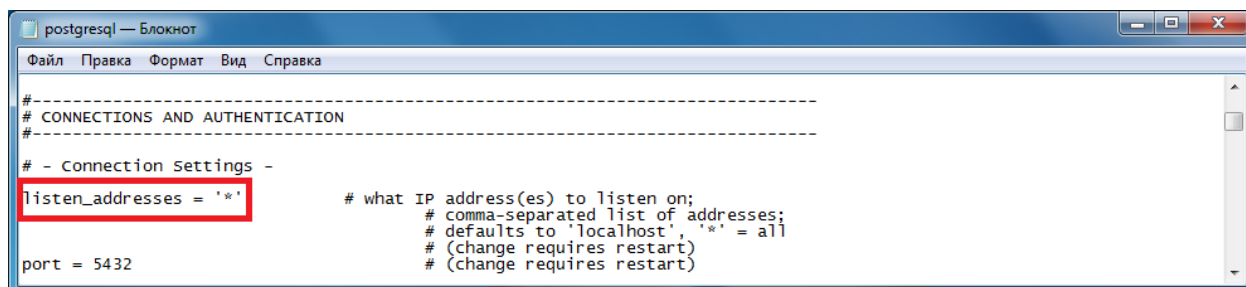 postgresql — Блокнот
Файл Правка Формат Вид Справка
#------------------------------------------------------------------------------
# CONNECTIONS AND AUTHENTICATION
#------------------------------------------------------------------------------
# - Connection Settings -
listen_addresses = '*' # what IP address(es) to listen on;
# comma-separated list of addresses;
# defaults to 'localhost', '*' = all
# (change requires restart)
port = 5432 # (change requires restart)